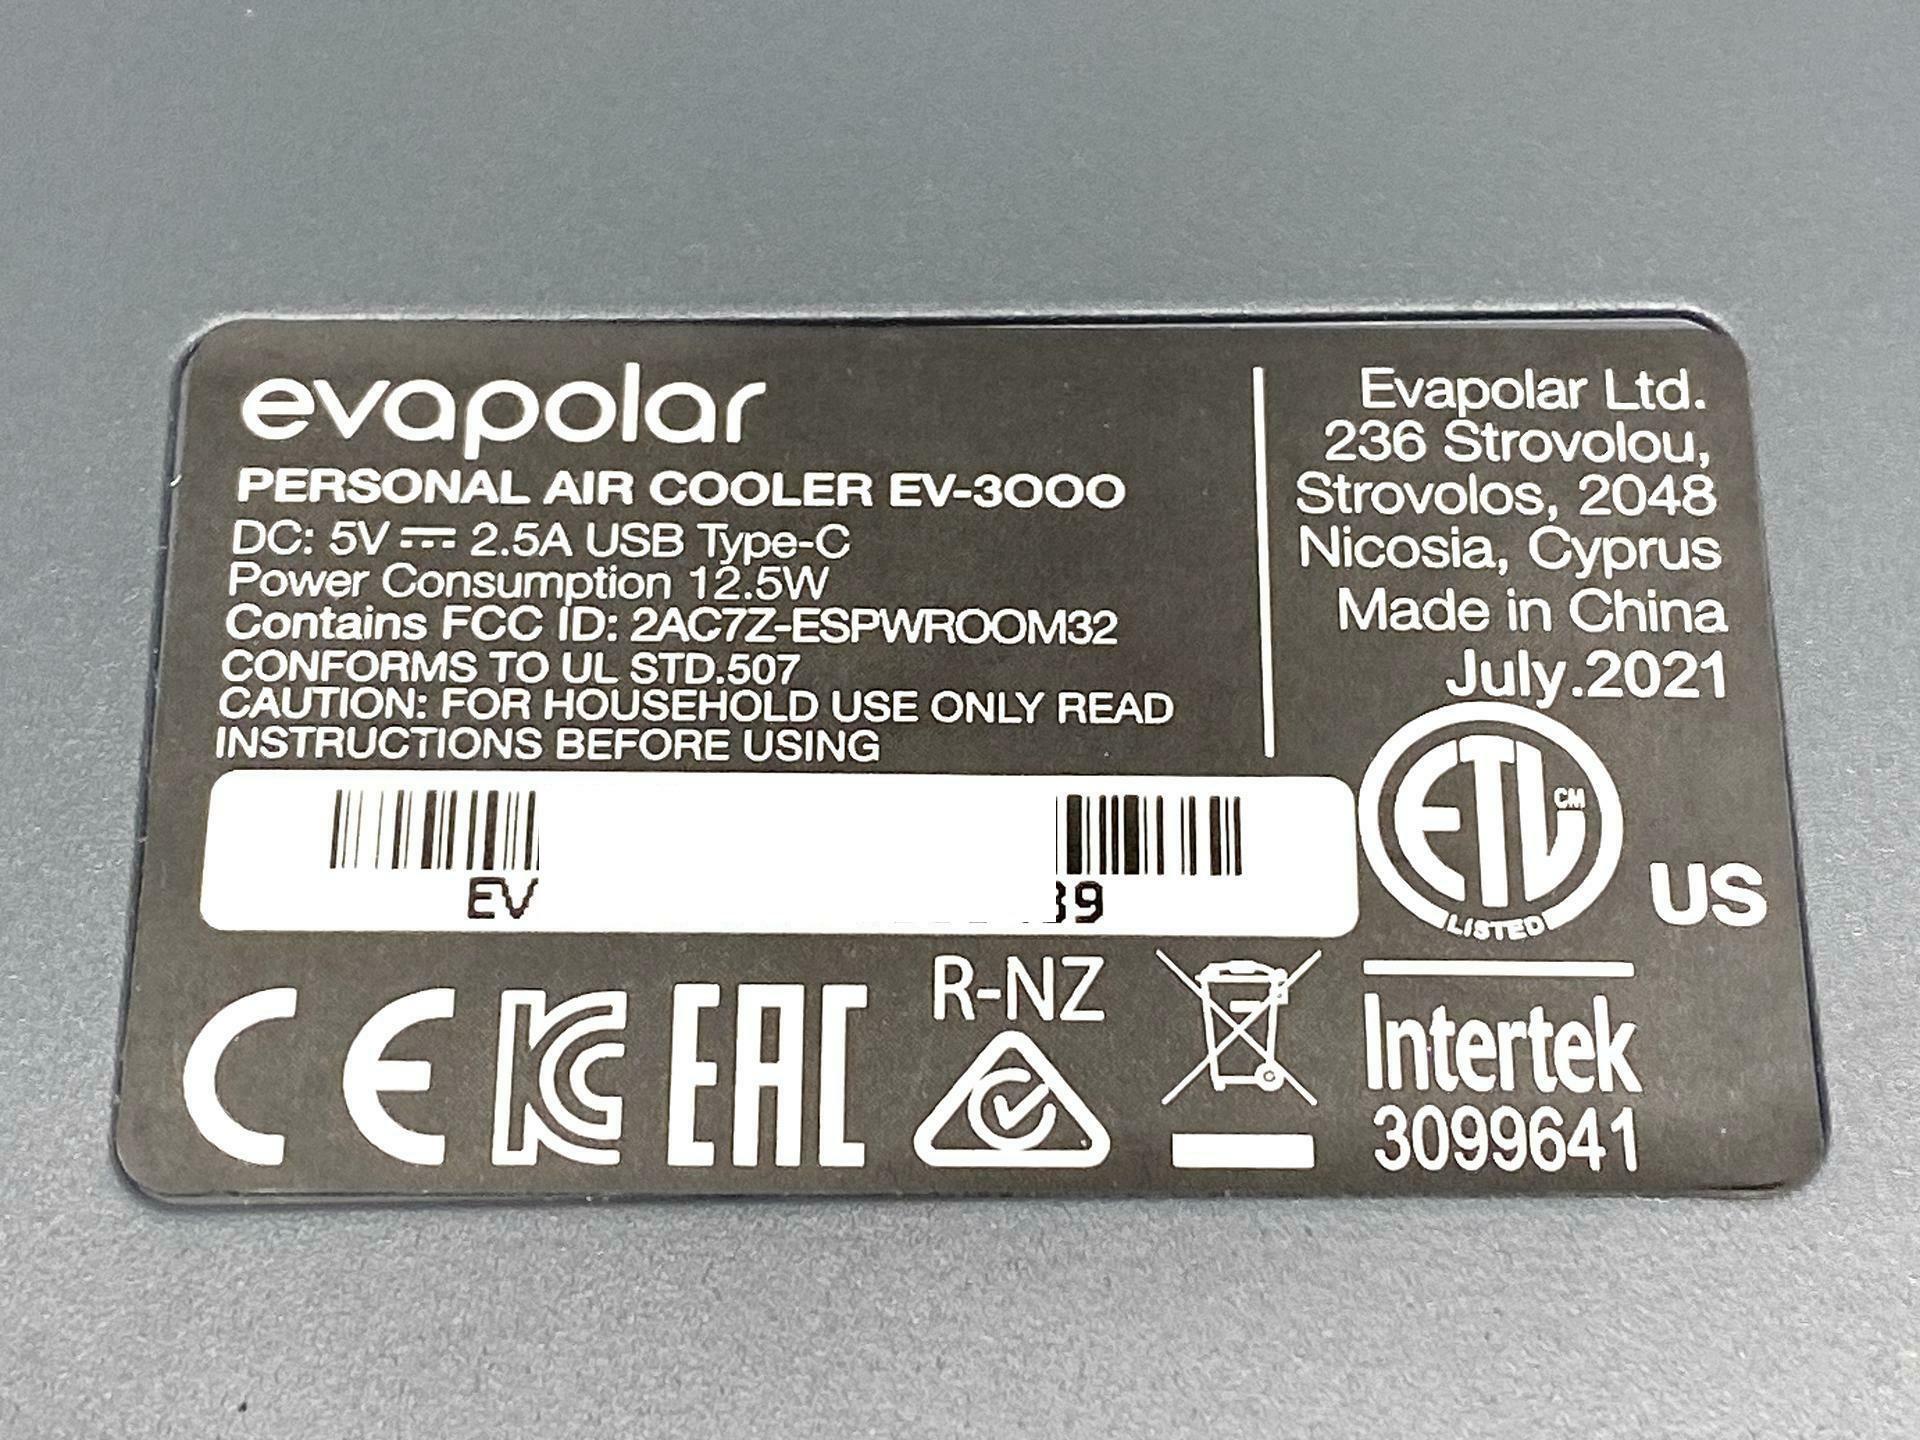 evapolar
PERSONAL AIR COOLER EV-3000
DC: 5V ⎓ 2.5A USB Type-C
Power Consumption 12.5W
Contains FCC ID: 2AC7Z-ESPWROOM32
CONFORMS TO UL STD.507
CAUTION: FOR HOUSEHOLD USE ONLY READ
INSTRUCTIONS BEFORE USING
Evapolar Ltd.
236 Strovolou,
Strovolos, 2048
Nicosia, Cyprus
Made in China
July.2021
EV
9
ETL CM
LISTED
US
Intertek
3099641
CE KC EAC
R-NZ